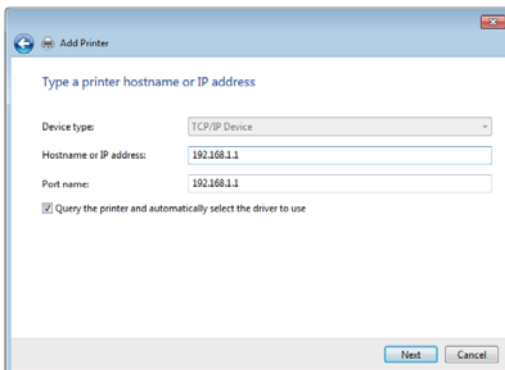 Add Printer
Type a printer hostname or IP address
Device type: TCP/IP Device
Hostname or IP address: 192.168.1.1
Port name: 192.168.1.1
Query the printer and automatically select the driver to use
Next Cancel